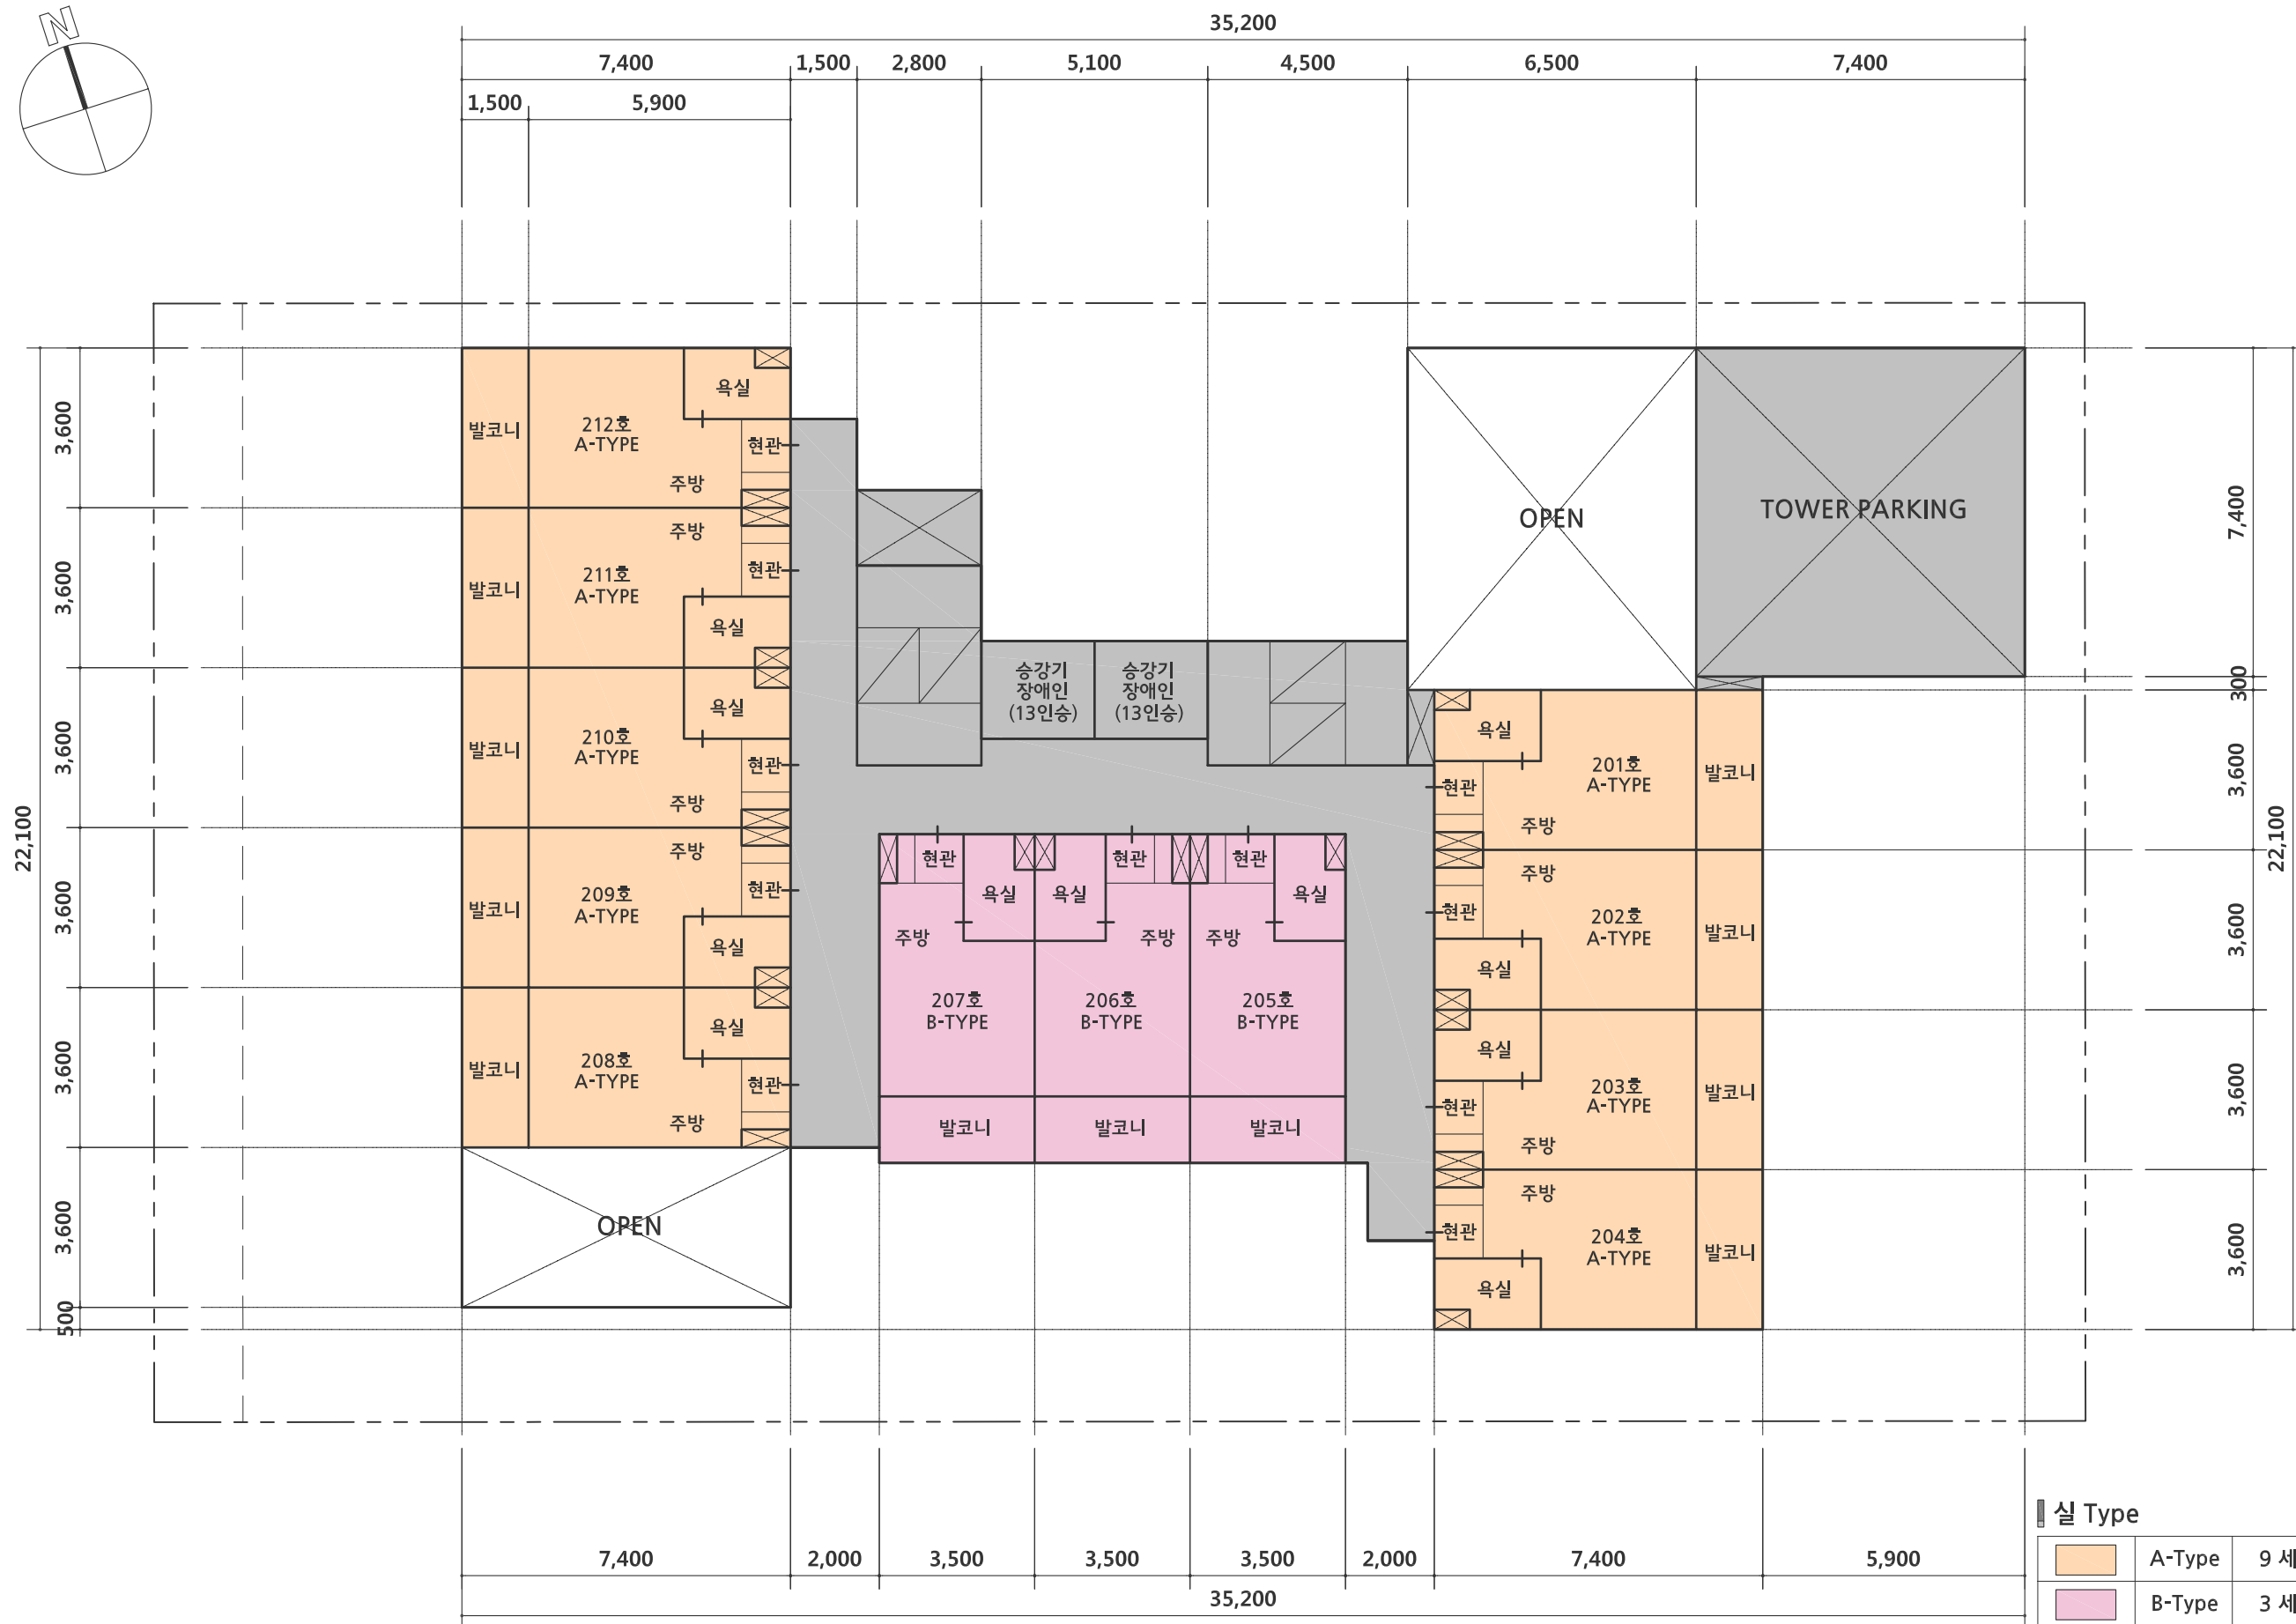 N
35,200
7,400 1,500 2,800 5,100 4,500 6,500 7,400
1,500 5,900
22,100
3,600
3,600
3,600
3,600
3,600
3,600
500
발코니
212호
A-TYPE
욕실
현관
주방
발코니
211호
A-TYPE
주방
현관
욕실
발코니
210호
A-TYPE
욕실
현관
주방
발코니
209호
A-TYPE
주방
현관
욕실
발코니
208호
A-TYPE
욕실
현관
주방
OPEN
승강기
장애인
(13인승)
승강기
장애인
(13인승)
OPEN
TOWER PARKING
현관
욕실
주방
207호
B-TYPE
발코니
현관
욕실
주방
206호
B-TYPE
발코니
현관
욕실
주방
205호
B-TYPE
발코니
욕실
현관
201호
A-TYPE
주방
발코니
주방
현관
202호
A-TYPE
욕실
발코니
욕실
203호
A-TYPE
현관
주방
발코니
주방
현관
204호
A-TYPE
욕실
발코니
7,400
300
3,600
3,600
3,600
3,600
22,100
7,400 2,000 3,500 3,500 3,500 2,000 7,400 5,900
35,200
실 Type
A-Type 9 세
B-Type 3 세